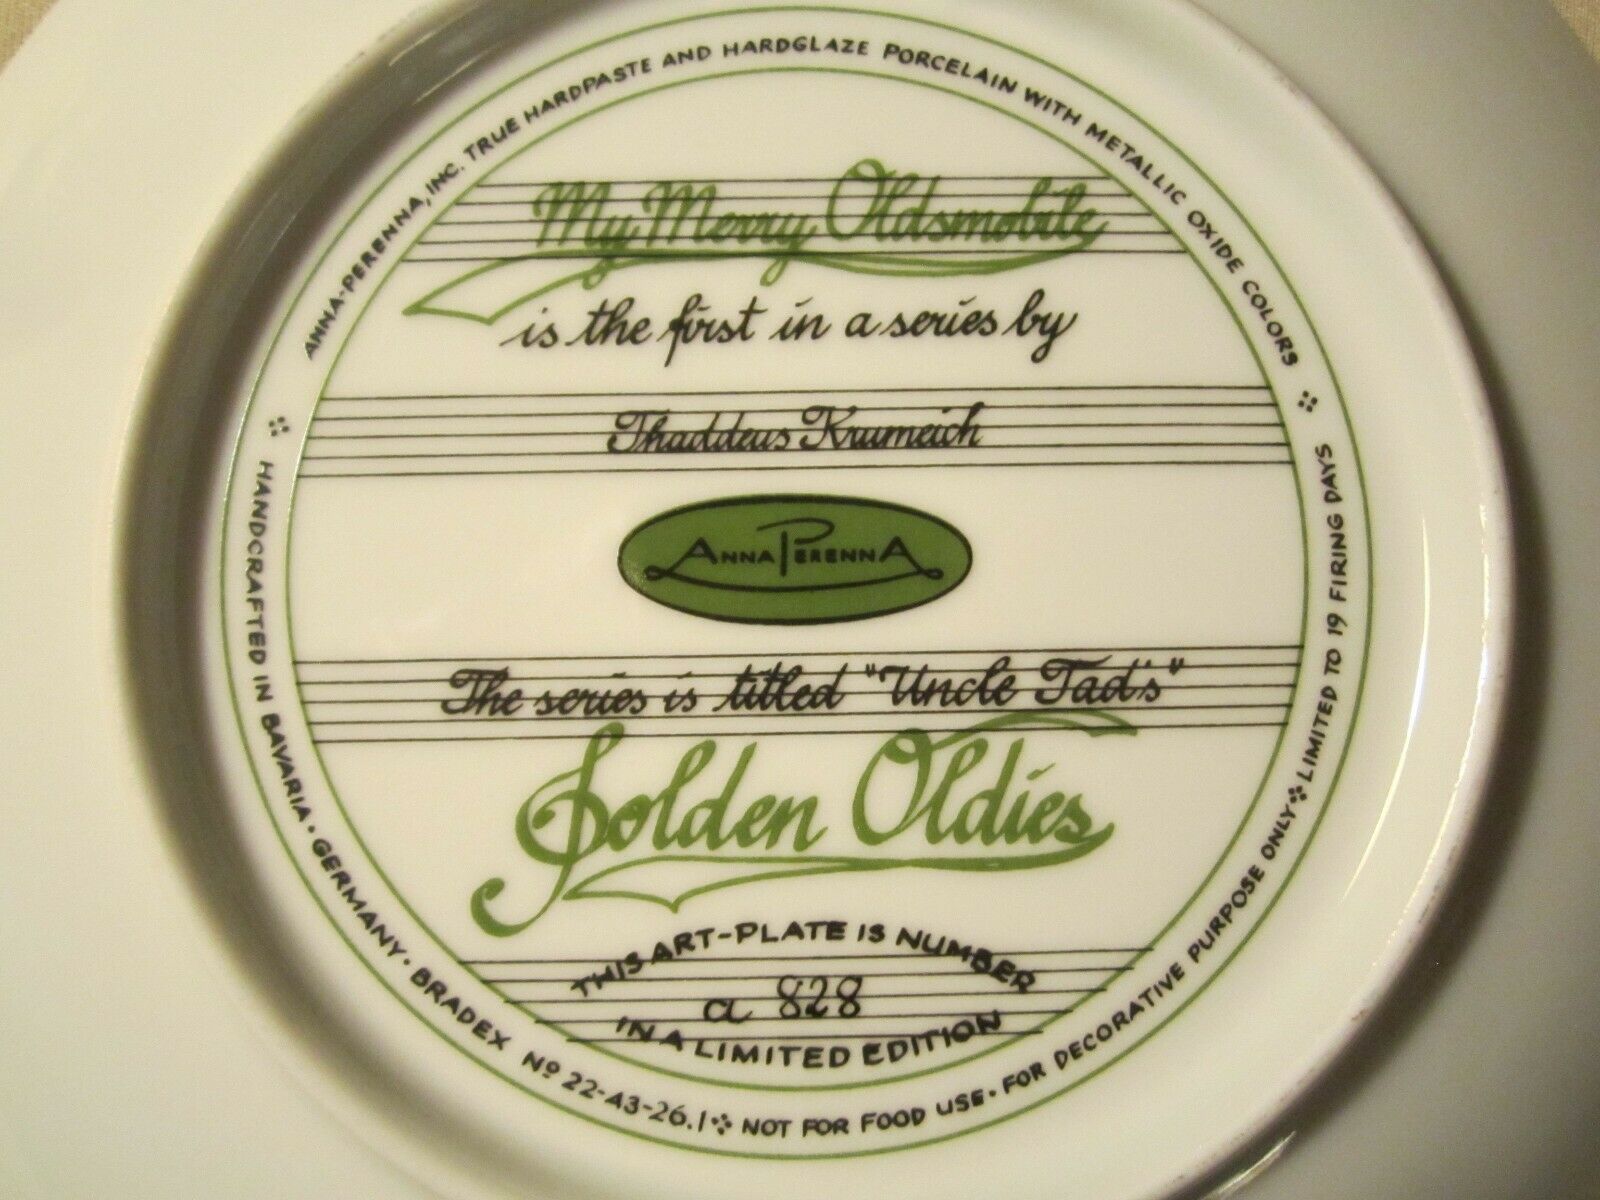 ANNA-PERENNA, INC. TRUE HARDPASTE AND HARDGLAZE PORCELAIN WITH METALLIC OXIDE COLORS
My Merry Oldsmobile
is the first in a series by
Thaddeus Krumeich
ANNA PERENNA
The series is titled "Uncle Tad's"
Golden Oldies
THIS ART-PLATE IS NUMBER
a 828
IN A LIMITED EDITION
HANDCRAFTED IN BAVARIA · GERMANY · BRADEX Nº 22-A3-26.1 NOT FOR FOOD USE · FOR DECORATIVE PURPOSE ONLY LIMITED TO 19 FIRING DAYS